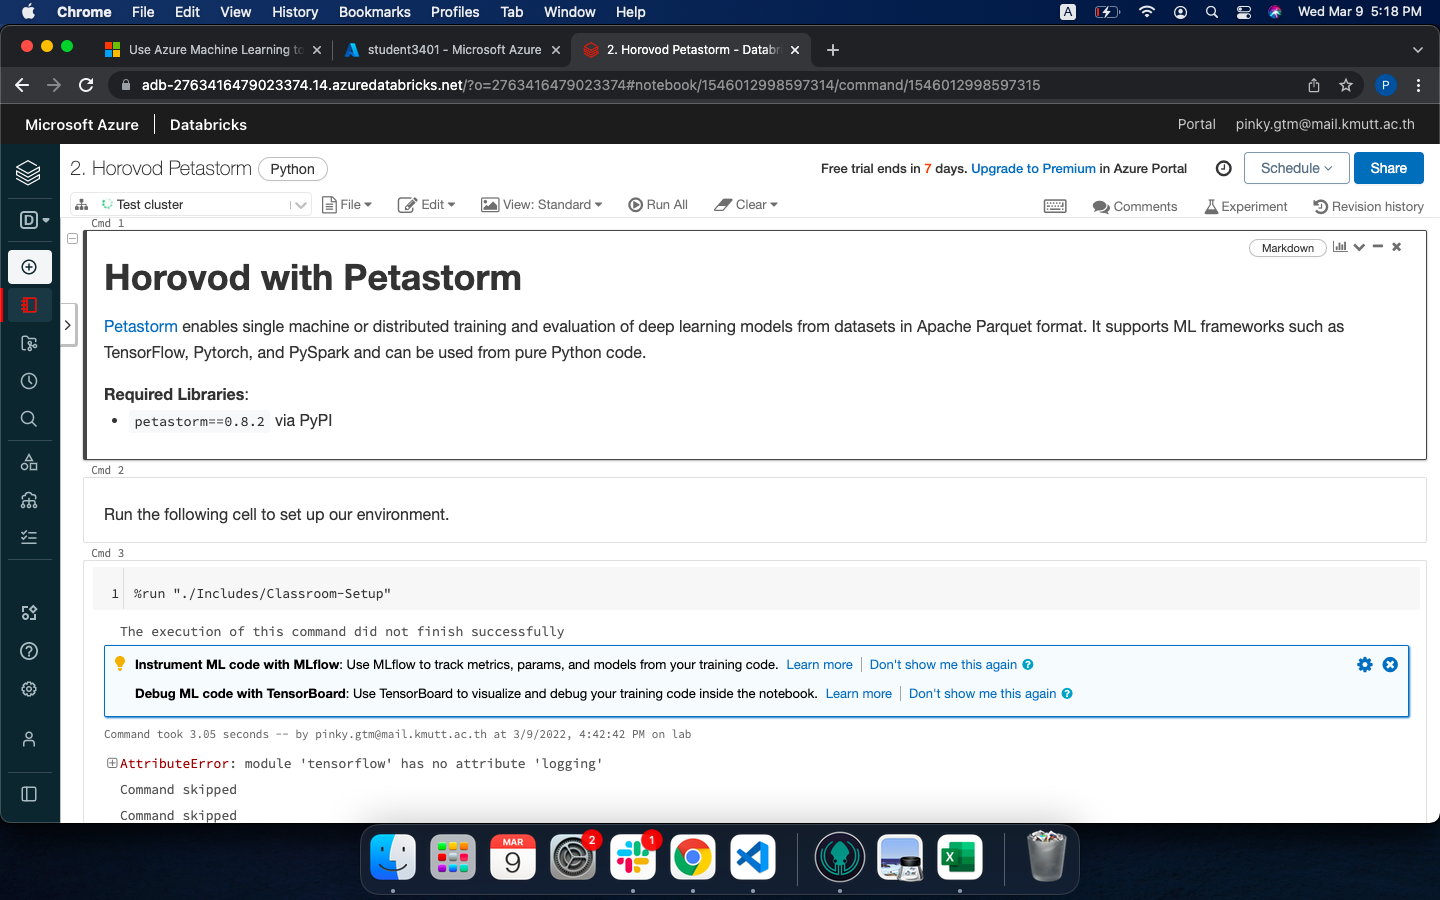 Chrome File Edit View History Bookmarks Profiles Tab Window Help A Wed Mar 9 5:18 PM
Use Azure Machine Learning to student3401 - Microsoft Azure 2. Horovod Petastorm - Datab
adb-2763416479023374.14.azuredatabricks.net/?o=2763416479023374#notebook/1546012998597314/command/1546012998597315 P
Microsoft Azure Databricks Portal pinky.gtm@mail.kmutt.ac.th
2. Horovod Petastorm Python Free trial ends in 7 days. Upgrade to Premium in Azure Portal Schedule Share
D Test cluster File Edit View: Standard Run All Clear Comments Experiment Revision history
Cmd 1
Markdown
Horovod with Petastorm
Petastorm enables single machine or distributed training and evaluation of deep learning models from datasets in Apache Parquet format. It supports ML frameworks such as
TensorFlow, Pytorch, and PySpark and can be used from pure Python code.
Required Libraries:
• petastorm==0.8.2 via PyPI
Cmd 2
Run the following cell to set up our environment.
Cmd 3
1 %run "./Includes/Classroom-Setup"
The execution of this command did not finish successfully
Instrument ML code with MLflow: Use MLflow to track metrics, params, and models from your training code. Learn more Don't show me this again ?
Debug ML code with TensorBoard: Use TensorBoard to visualize and debug your training code inside the notebook. Learn more Don't show me this again ?
Command took 3.05 seconds -- by pinky.gtm@mail.kmutt.ac.th at 3/9/2022, 4:42:42 PM on lab
AttributeError: module 'tensorflow' has no attribute 'logging'
Command skipped
Command skipped
MAR 2 1
9 X